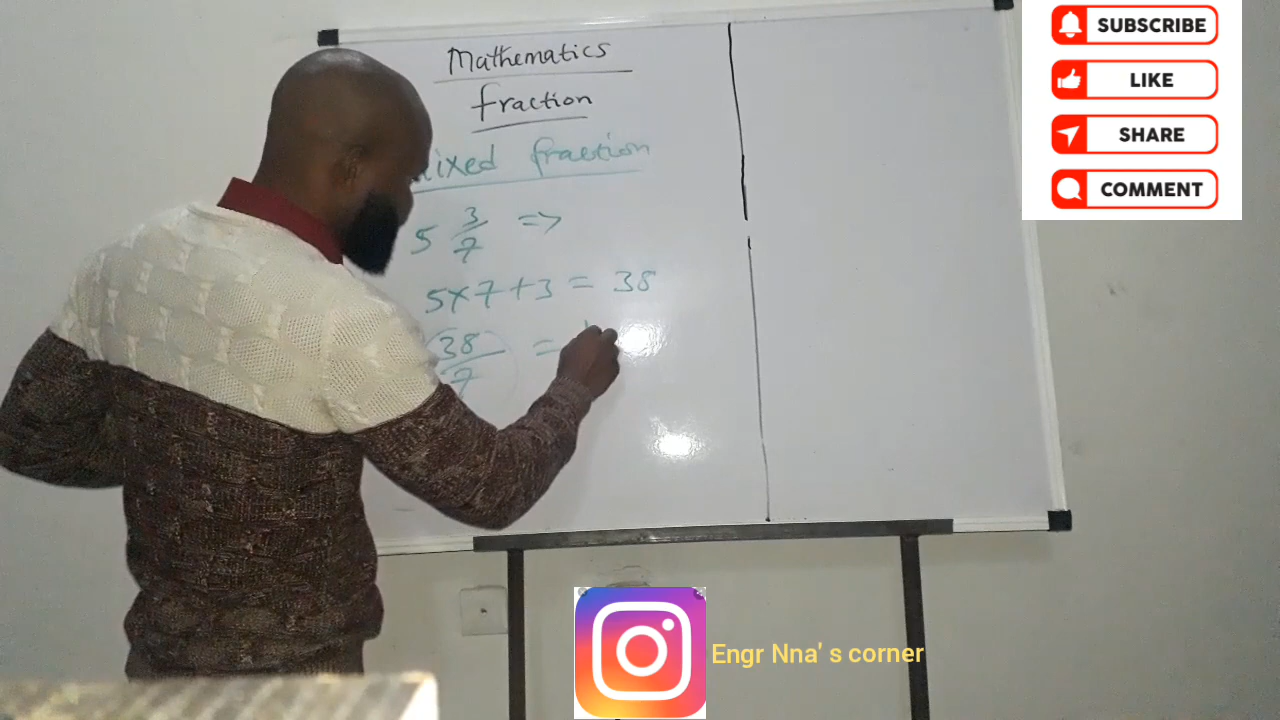 Mathematics
fraction
ixed fraction
5 3/7 =>
5×7+3 = 38
38/7 =
SUBSCRIBE
LIKE
SHARE
COMMENT
Engr Nna' s corner